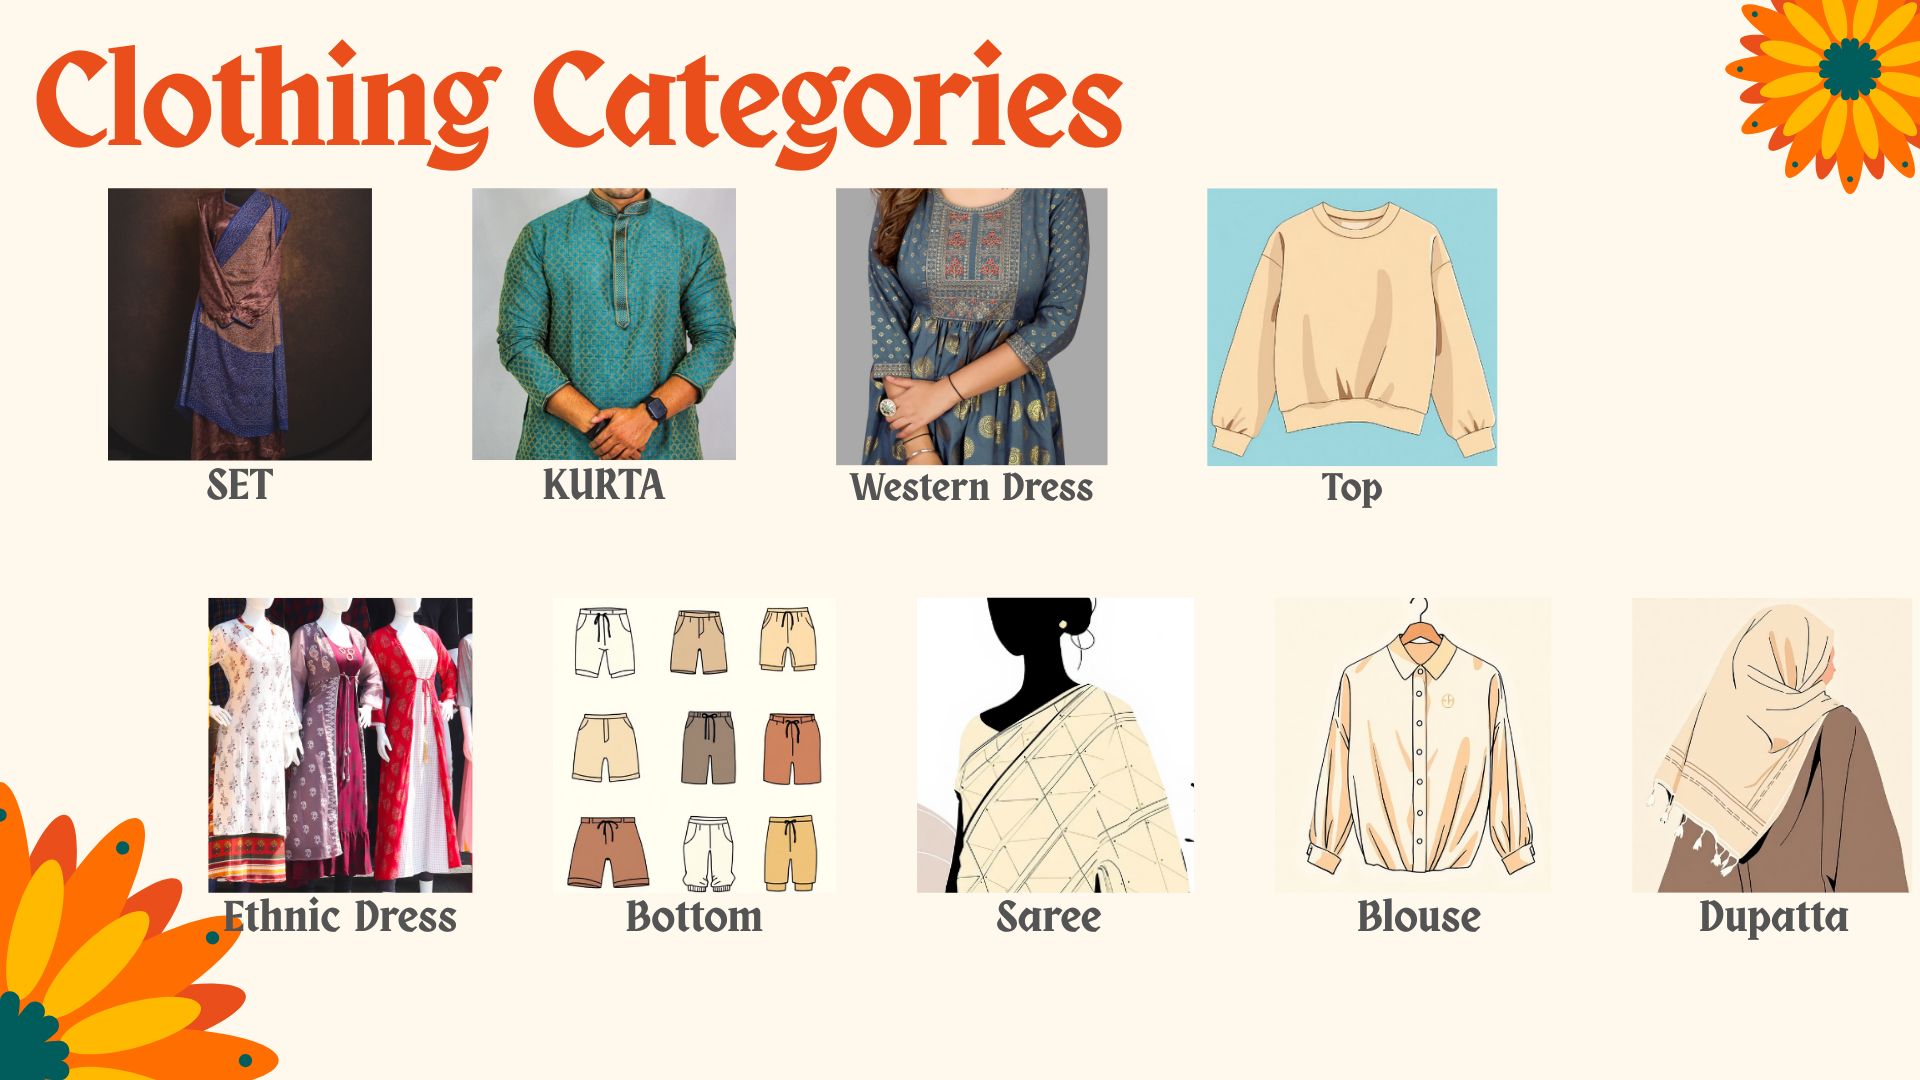 Clothing Categories
SET
KURTA
Western Dress
Top
Ethnic Dress
Bottom
Saree
Blouse
Dupatta